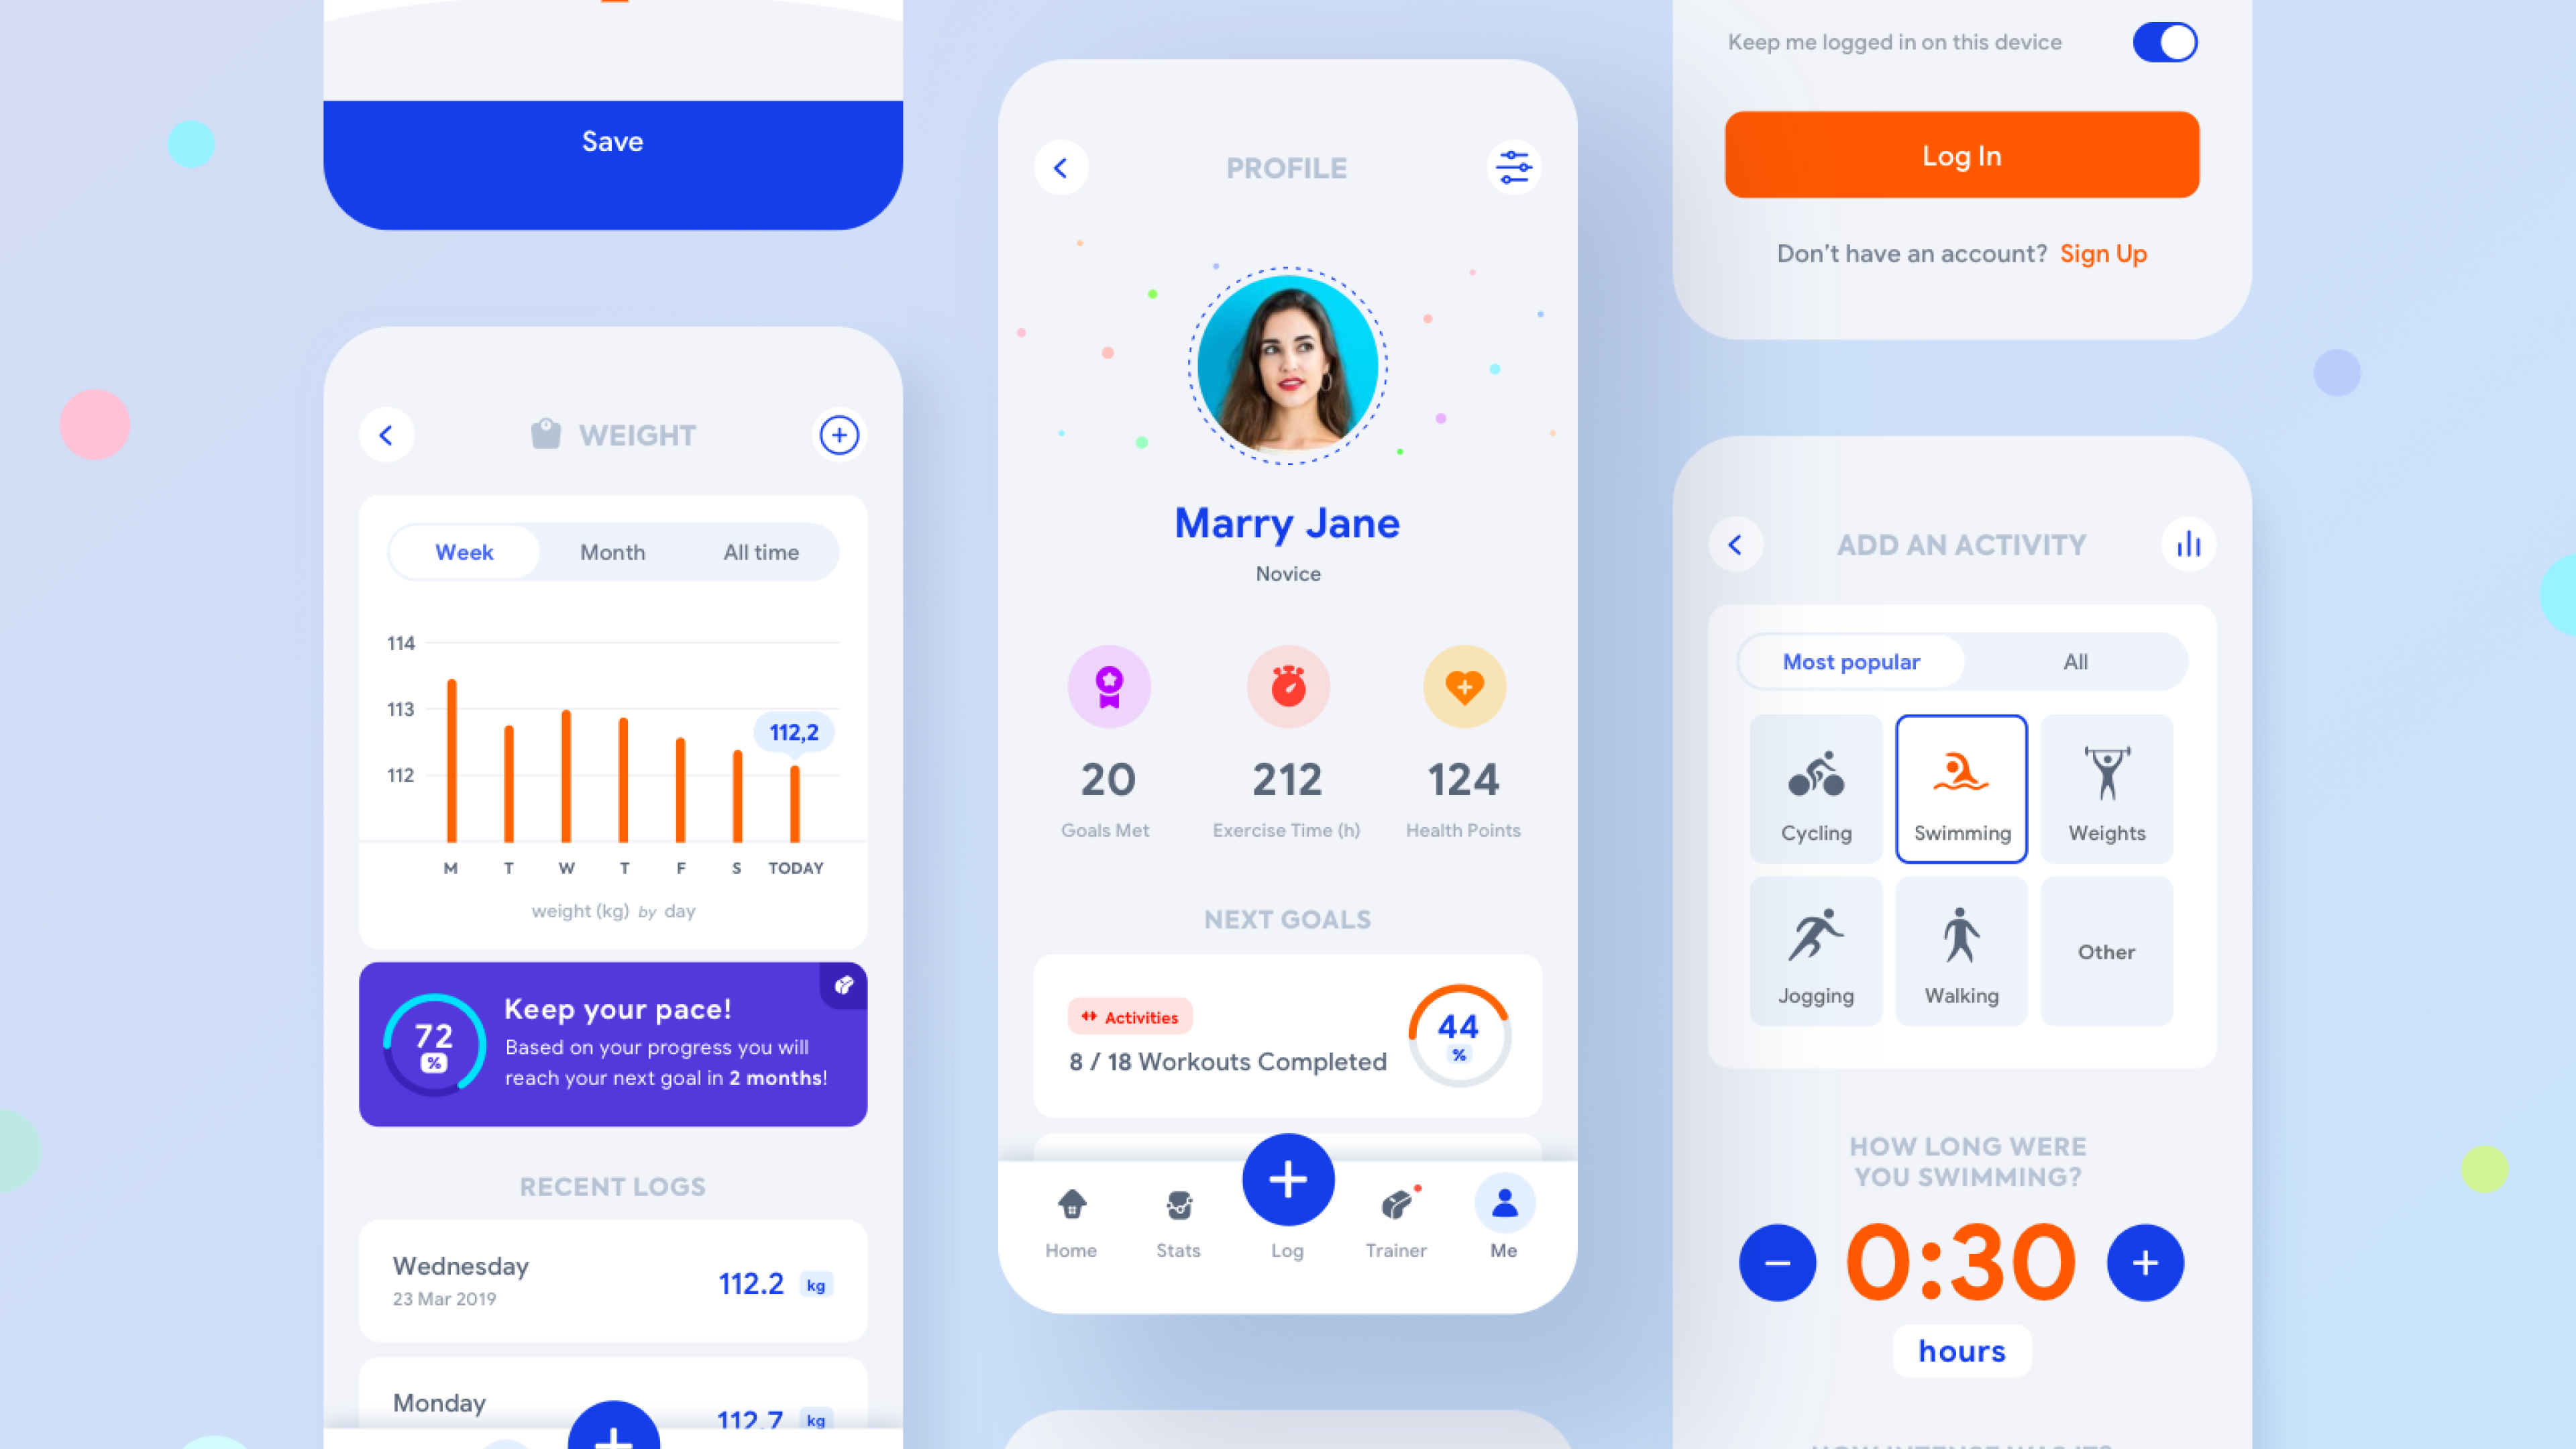 Save
WEIGHT
Week
Month
All time
114
113
112
112,2
M
T
W
T
F
S
TODAY
weight (kg) by day
72
%
Keep your pace!
Based on your progress you will
reach your next goal in 2 months!
RECENT LOGS
Wednesday
23 Mar 2019
112.2 kg
Monday
112.7 kg
PROFILE
Marry Jane
Novice
20
Goals Met
212
Exercise Time (h)
124
Health Points
NEXT GOALS
Activities
8 / 18 Workouts Completed
44
%
Home
Stats
Log
Trainer
Me
Keep me logged in on this device
Log In
Don't have an account? Sign Up
ADD AN ACTIVITY
Most popular
All
Cycling
Swimming
Weights
Jogging
Walking
Other
HOW LONG WERE
YOU SWIMMING?
0:30
hours
HOW INTENSE WAS IT?